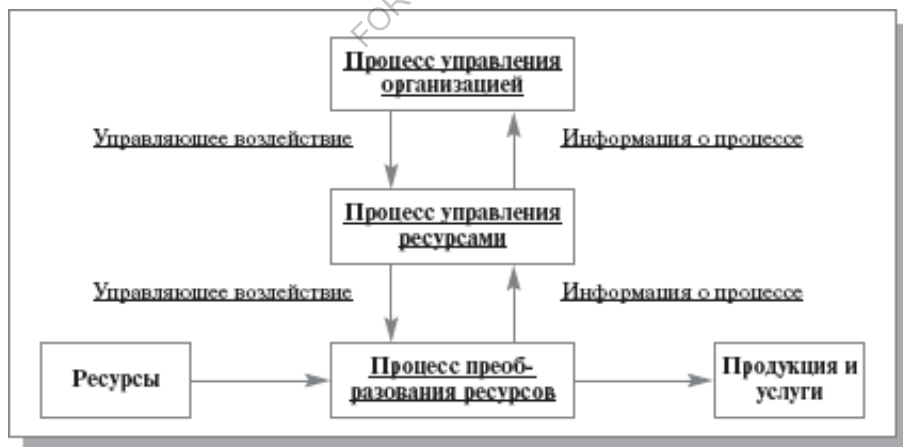 FOR
Процесс управления
организацией
Управляющее воздействие
Информация о процессе
Процесс управления
ресурсами
Управляющее воздействие
Информация о процессе
Ресурсы
Процесс преоб-
разования ресурсов
Продукция и
услуги